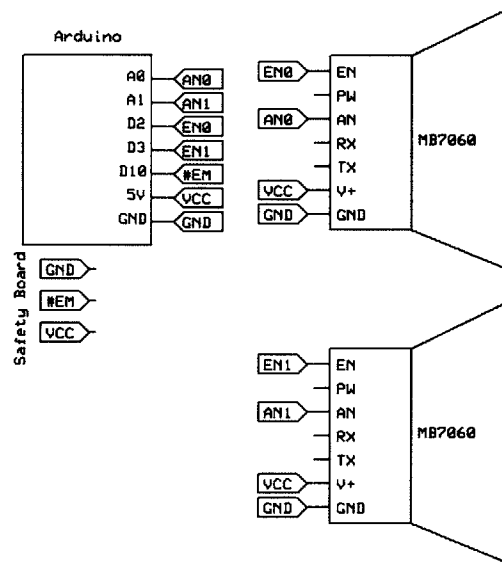 Arduino
A0 AN0
A1 AN1
D2 EN0
D3 EN1
D10 #EM
5V VCC
GND GND
Safety Board
GND
#EM
VCC
EN0 EN
PW
AN0 AN
RX
TX
VCC V+
GND GND
MB7060
EN1 EN
PW
AN1 AN
RX
TX
VCC V+
GND GND
MB7060